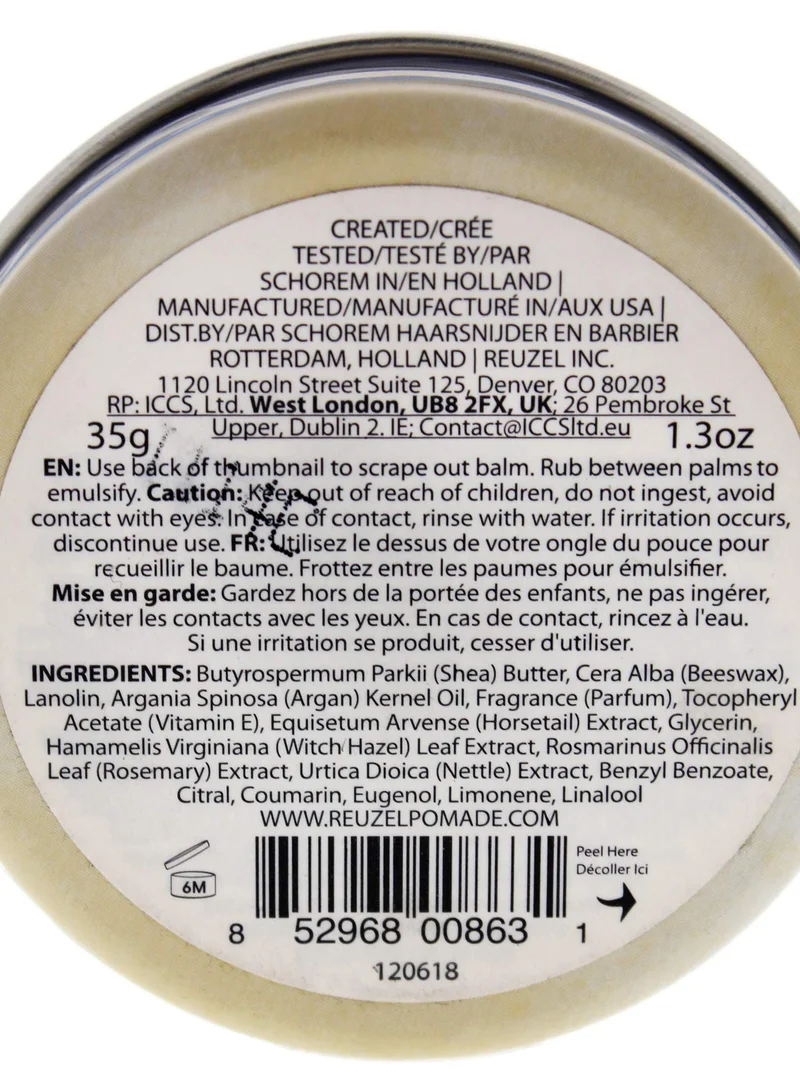 CREATED/CRÉE
TESTED/TESTÉ BY/PAR
SCHOREM IN/EN HOLLAND |
MANUFACTURED/MANUFACTURÉ IN/AUX USA |
DIST.BY/PAR SCHOREM HAARSNIJDER EN BARBIER
ROTTERDAM, HOLLAND | REUZEL INC.
1120 Lincoln Street Suite 125, Denver, CO 80203
RP: ICCS, Ltd. West London, UB8 2FX, UK; 26 Pembroke St
35g Upper, Dublin 2. IE; Contact@ICCSltd.eu 1.3oz
EN: Use back of thumbnail to scrape out balm. Rub between palms to
emulsify. Caution: Keep out of reach of children, do not ingest, avoid
contact with eyes. In case of contact, rinse with water. If irritation occurs,
discontinue use. FR: Utilisez le dessus de votre ongle du pouce pour
recueillir le baume. Frottez entre les paumes pour émulsifier.
Mise en garde: Gardez hors de la portée des enfants, ne pas ingérer,
éviter les contacts avec les yeux. En cas de contact, rincez à l'eau.
Si une irritation se produit, cesser d'utiliser.
INGREDIENTS: Butyrospermum Parkii (Shea) Butter, Cera Alba (Beeswax),
Lanolin, Argania Spinosa (Argan) Kernel Oil, Fragrance (Parfum), Tocopheryl
Acetate (Vitamin E), Equisetum Arvense (Horsetail) Extract, Glycerin,
Hamamelis Virginiana (Witch Hazel) Leaf Extract, Rosmarinus Officinalis
Leaf (Rosemary) Extract, Urtica Dioica (Nettle) Extract, Benzyl Benzoate,
Citral, Coumarin, Eugenol, Limonene, Linalool
WWW.REUZELPOMADE.COM
Peel Here
Décoller Ici
6M
8 52968 00863 1
120618